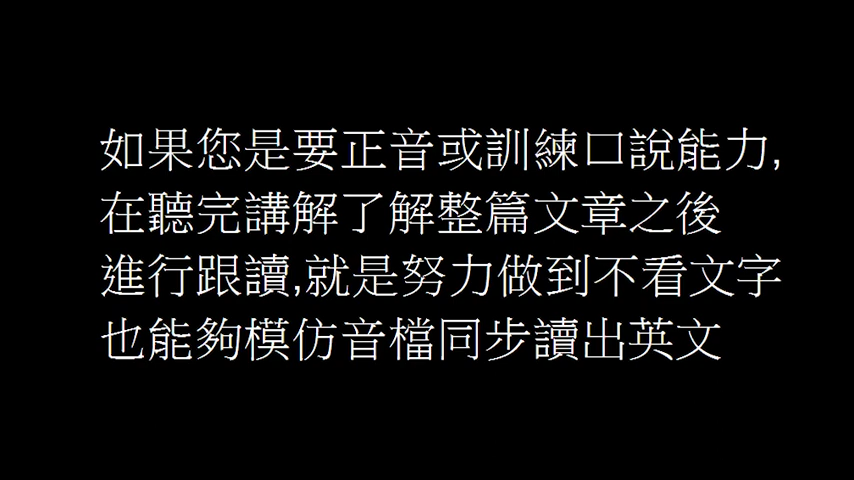 如果您是要正音或訓練口說能力,
在聽完講解了解整篇文章之後
進行跟讀,就是努力做到不看文字
也能夠模仿音檔同步讀出英文